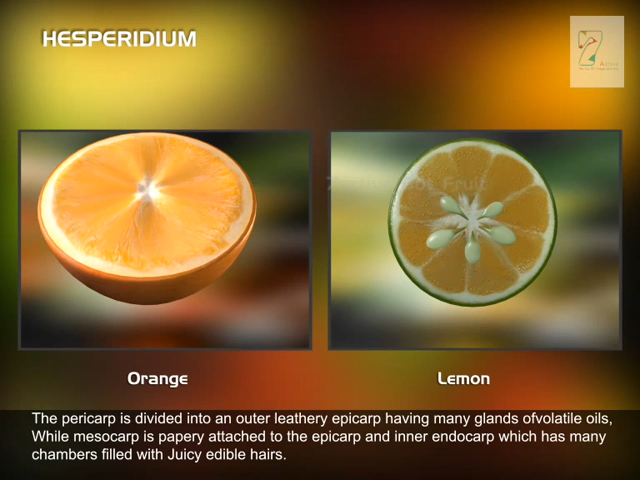 HESPERIDIUM
Orange
Lemon
The pericarp is divided into an outer leathery epicarp having many glands ofvolatile oils,
While mesocarp is papery attached to the epicarp and inner endocarp which has many
chambers filled with Juicy edible hairs.